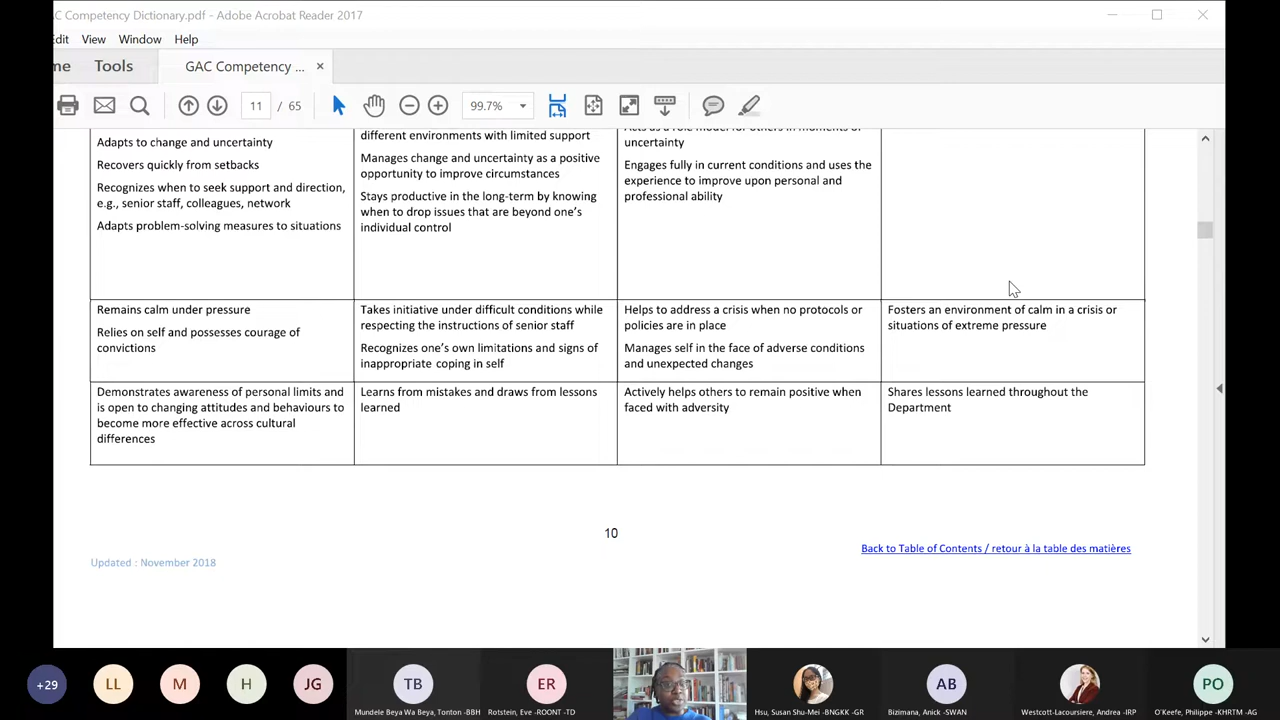 C Competency Dictionary.pdf - Adobe Acrobat Reader 2017
Edit View Window Help
me Tools GAC Competency ... ×
11 / 65 99.7%
Adapts to change and uncertainty
Recovers quickly from setbacks
Recognizes when to seek support and direction,
e.g., senior staff, colleagues, network
Adapts problem-solving measures to situations
different environments with limited support
Manages change and uncertainty as a positive
opportunity to improve circumstances
Stays productive in the long-term by knowing
when to drop issues that are beyond one's
individual control
Acts as a role model for others in moments of
uncertainty
Engages fully in current conditions and uses the
experience to improve upon personal and
professional ability
Remains calm under pressure
Relies on self and possesses courage of
convictions
Takes initiative under difficult conditions while
respecting the instructions of senior staff
Recognizes one's own limitations and signs of
inappropriate coping in self
Helps to address a crisis when no protocols or
policies are in place
Manages self in the face of adverse conditions
and unexpected changes
Fosters an environment of calm in a crisis or
situations of extreme pressure
Demonstrates awareness of personal limits and
is open to changing attitudes and behaviours to
become more effective across cultural
differences
Learns from mistakes and draws from lessons
learned
Actively helps others to remain positive when
faced with adversity
Shares lessons learned throughout the
Department
10
Back to Table of Contents / retour à la table des matières
Updated : November 2018
+29 LL M H JG TB ER AB PO
Mundele Beya Wa Beya, Tonton -BBH
Rotstein, Eve -ROONT -TD
Hsu, Susan Shu-Mei -BNGKK -GR
Bizimana, Anick -SWAN
Westcott-Lacoursiere, Andrea -IRP
O'Keefe, Philippe -KHRTM -AG